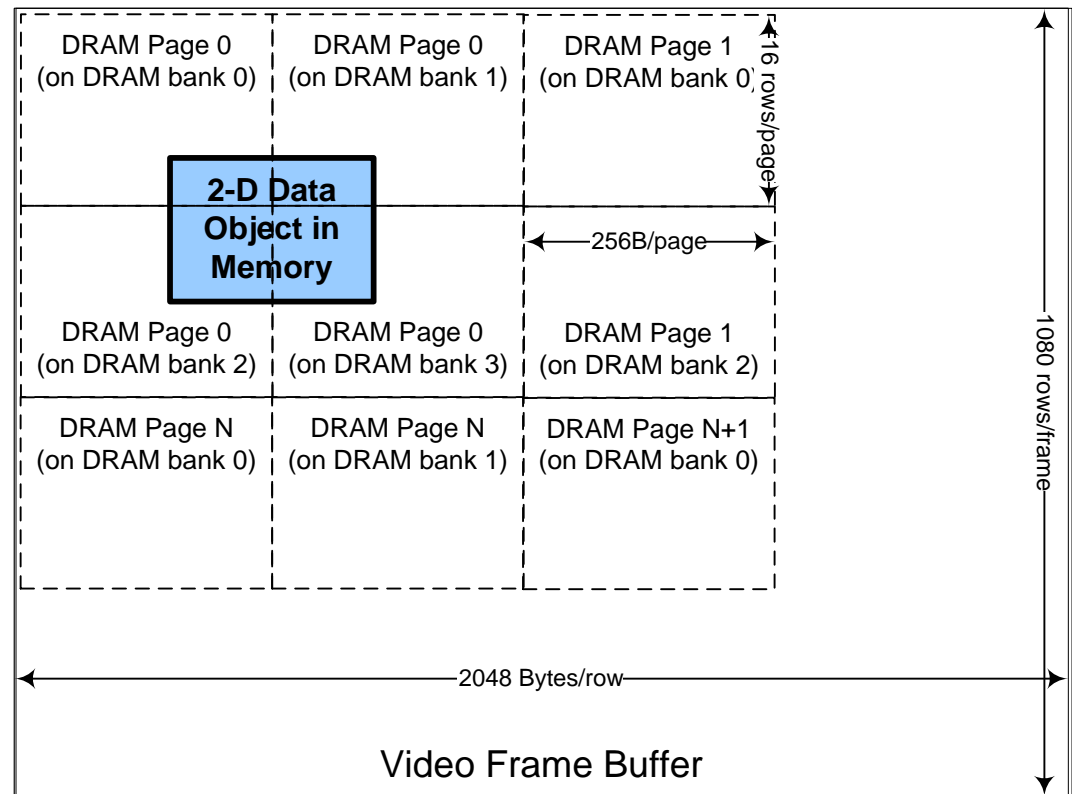 DRAM Page 0
(on DRAM bank 0)
DRAM Page 0
(on DRAM bank 1)
DRAM Page 1
(on DRAM bank 0)
16 rows/page
2-D Data
Object in
Memory
256B/page
DRAM Page 0
(on DRAM bank 2)
DRAM Page 0
(on DRAM bank 3)
DRAM Page 1
(on DRAM bank 2)
1080 rows/frame
DRAM Page N
(on DRAM bank 0)
DRAM Page N
(on DRAM bank 1)
DRAM Page N+1
(on DRAM bank 0)
2048 Bytes/row
Video Frame Buffer